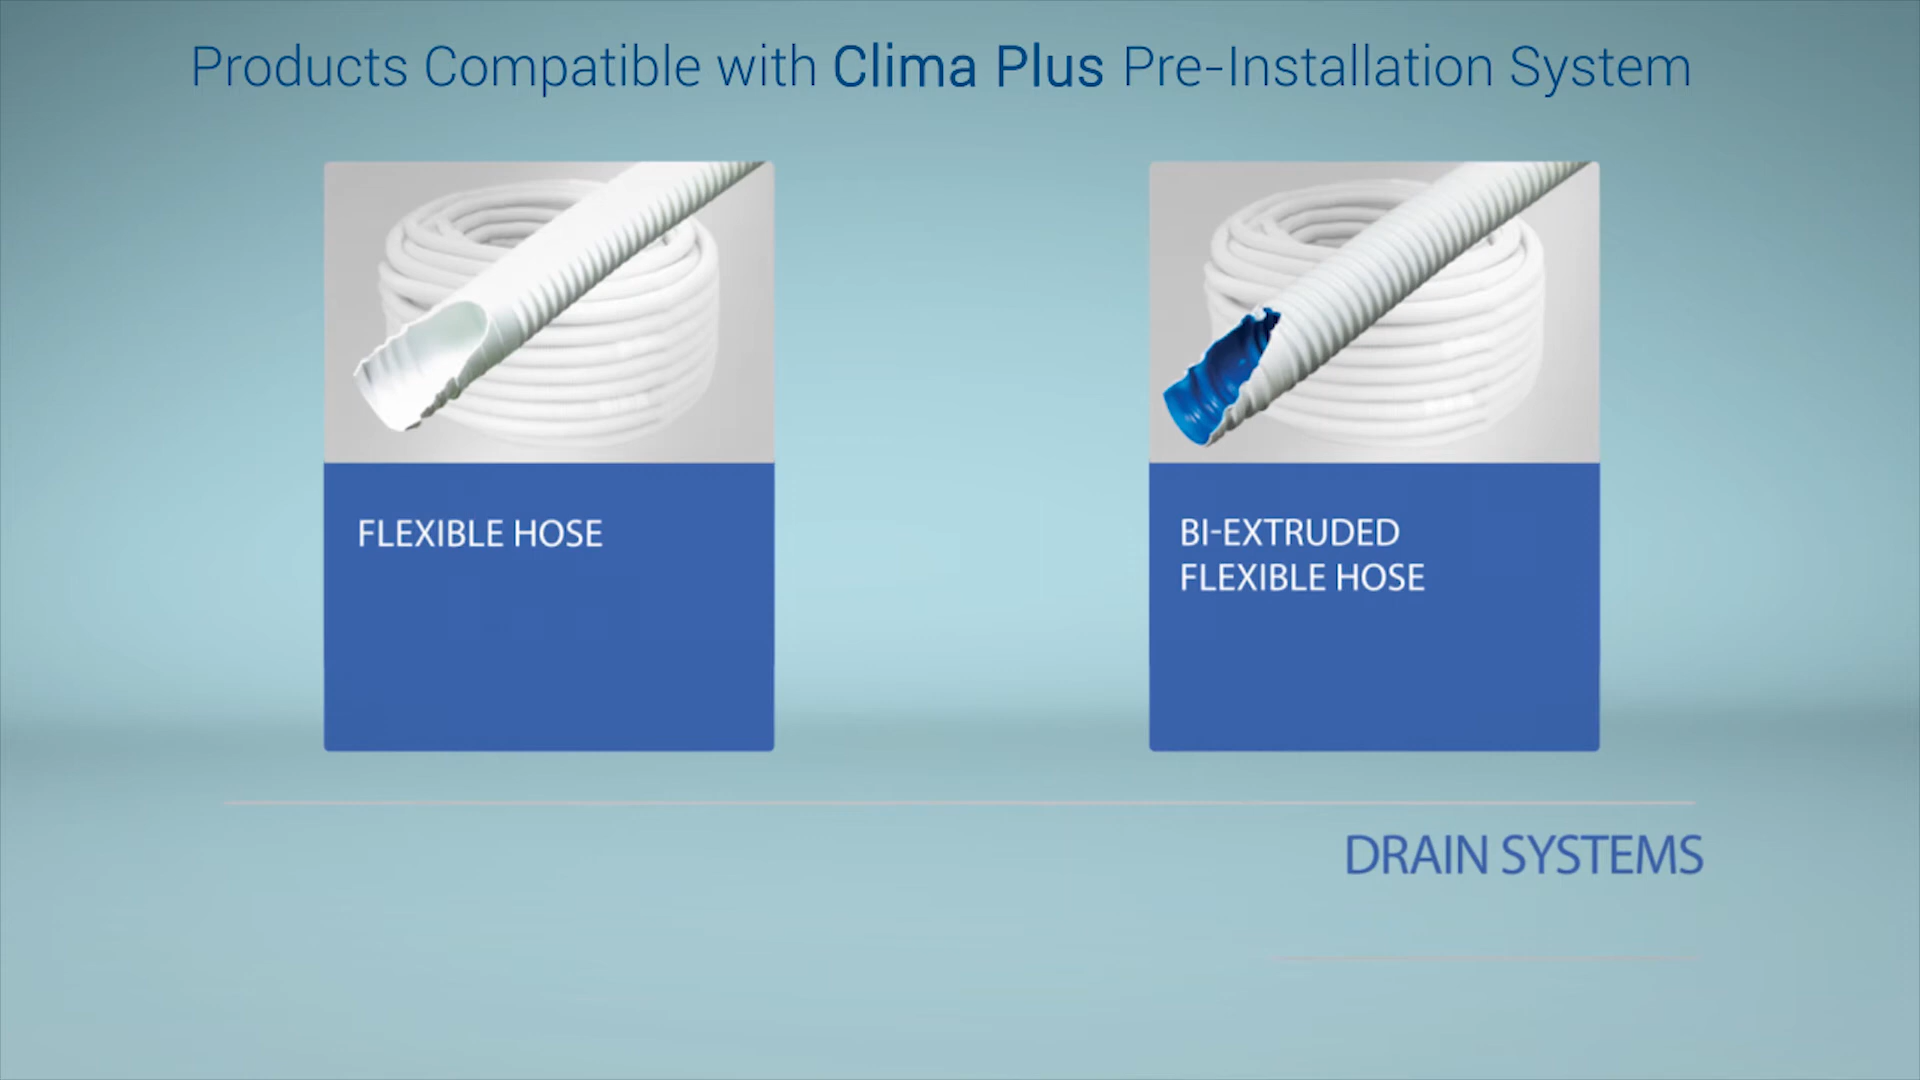 Products Compatible with Clima Plus Pre-Installation System
FLEXIBLE HOSE
BI-EXTRUDED
FLEXIBLE HOSE
DRAIN SYSTEMS